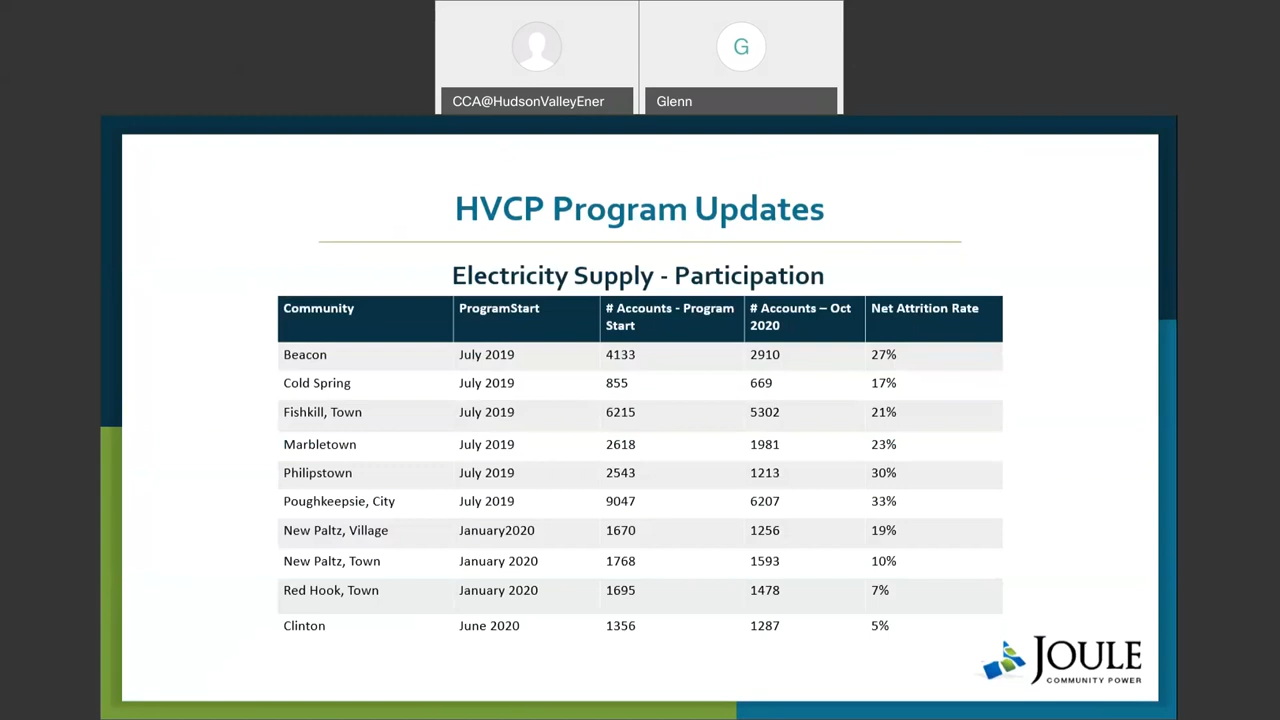 G
CCA@HudsonValleyEner
Glenn
HVCP Program Updates
Electricity Supply - Participation
Community ProgramStart # Accounts - Program Start # Accounts – Oct 2020 Net Attrition Rate
Beacon July 2019 4133 2910 27%
Cold Spring July 2019 855 669 17%
Fishkill, Town July 2019 6215 5302 21%
Marbletown July 2019 2618 1981 23%
Philipstown July 2019 2543 1213 30%
Poughkeepsie, City July 2019 9047 6207 33%
New Paltz, Village January2020 1670 1256 19%
New Paltz, Town January 2020 1768 1593 10%
Red Hook, Town January 2020 1695 1478 7%
Clinton June 2020 1356 1287 5%
JOULE
COMMUNITY POWER